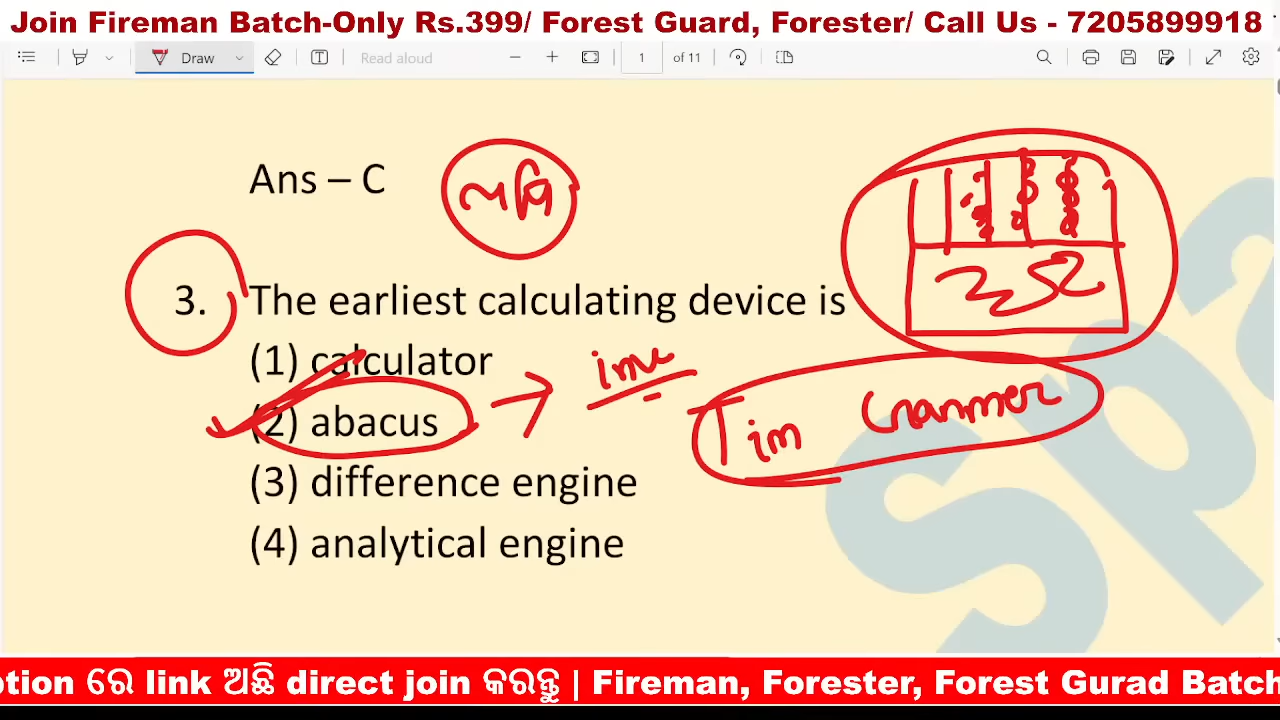 Join Fireman Batch-Only Rs.399/ Forest Guard, Forester/ Call Us - 7205899918
Draw
Read aloud
1 of 11
Ans – C
3. The earliest calculating device is
(1) calculator
(2) abacus
Tim Cranmer
(3) difference engine
(4) analytical engine
ption ରେ link ଅଛି direct join କରନ୍ତୁ | Fireman, Forester, Forest Gurad Batch